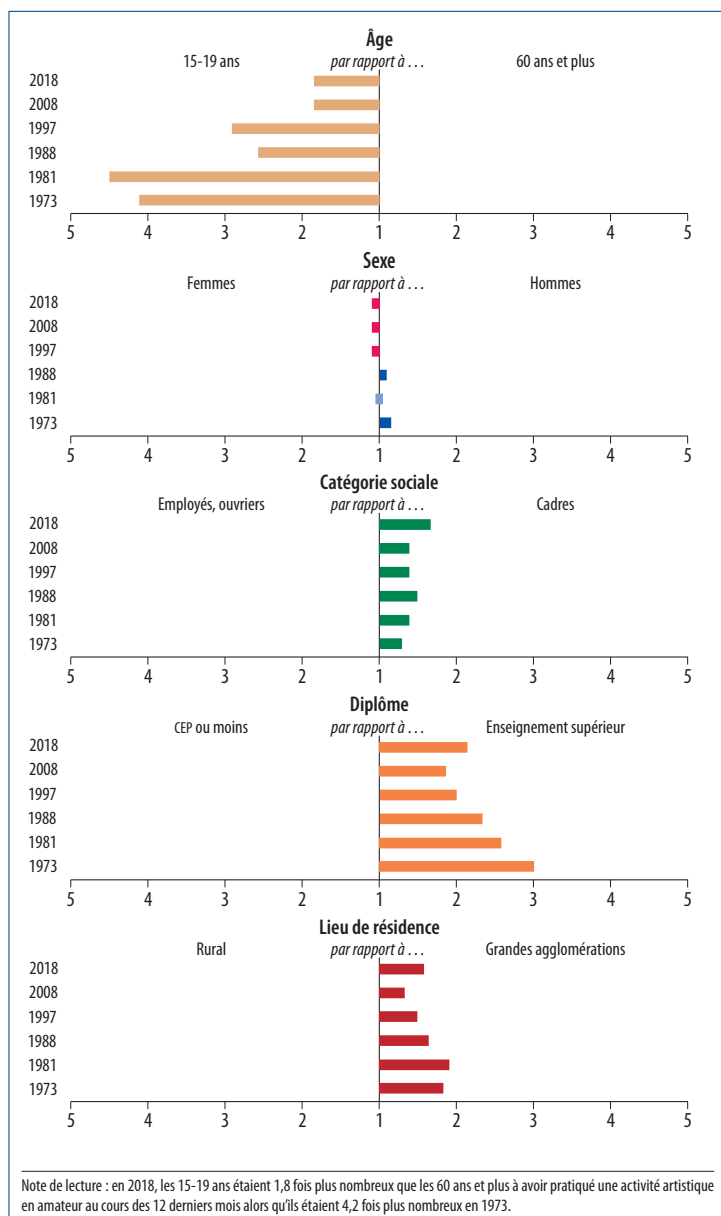 Âge
15-19 ans par rapport à … 60 ans et plus
2018
2008
1997
1988
1981
1973
5 4 3 2 1 2 3 4 5
Sexe
Femmes par rapport à … Hommes
2018
2008
1997
1988
1981
1973
5 4 3 2 1 2 3 4 5
Catégorie sociale
Employés, ouvriers par rapport à … Cadres
2018
2008
1997
1988
1981
1973
5 4 3 2 1 2 3 4 5
Diplôme
CEP ou moins par rapport à … Enseignement supérieur
2018
2008
1997
1988
1981
1973
5 4 3 2 1 2 3 4 5
Lieu de résidence
Rural par rapport à … Grandes agglomérations
2018
2008
1997
1988
1981
1973
5 4 3 2 1 2 3 4 5
Note de lecture : en 2018, les 15-19 ans étaient 1,8 fois plus nombreux que les 60 ans et plus à avoir pratiqué une activité artistique
en amateur au cours des 12 derniers mois alors qu'ils étaient 4,2 fois plus nombreux en 1973.